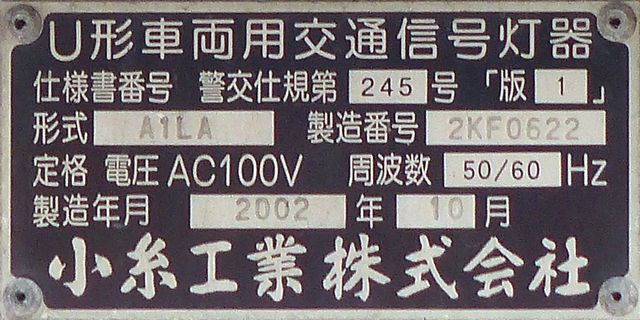 U形車両用交通信号灯器
仕様書番号 警交仕規第 245 号 「版 1 」
形式 A1LA 製造番号 2KF0622
定格 電圧 AC100V 周波数 50/60 Hz
製造年月 2002 年 10 月
小糸工業株式会社